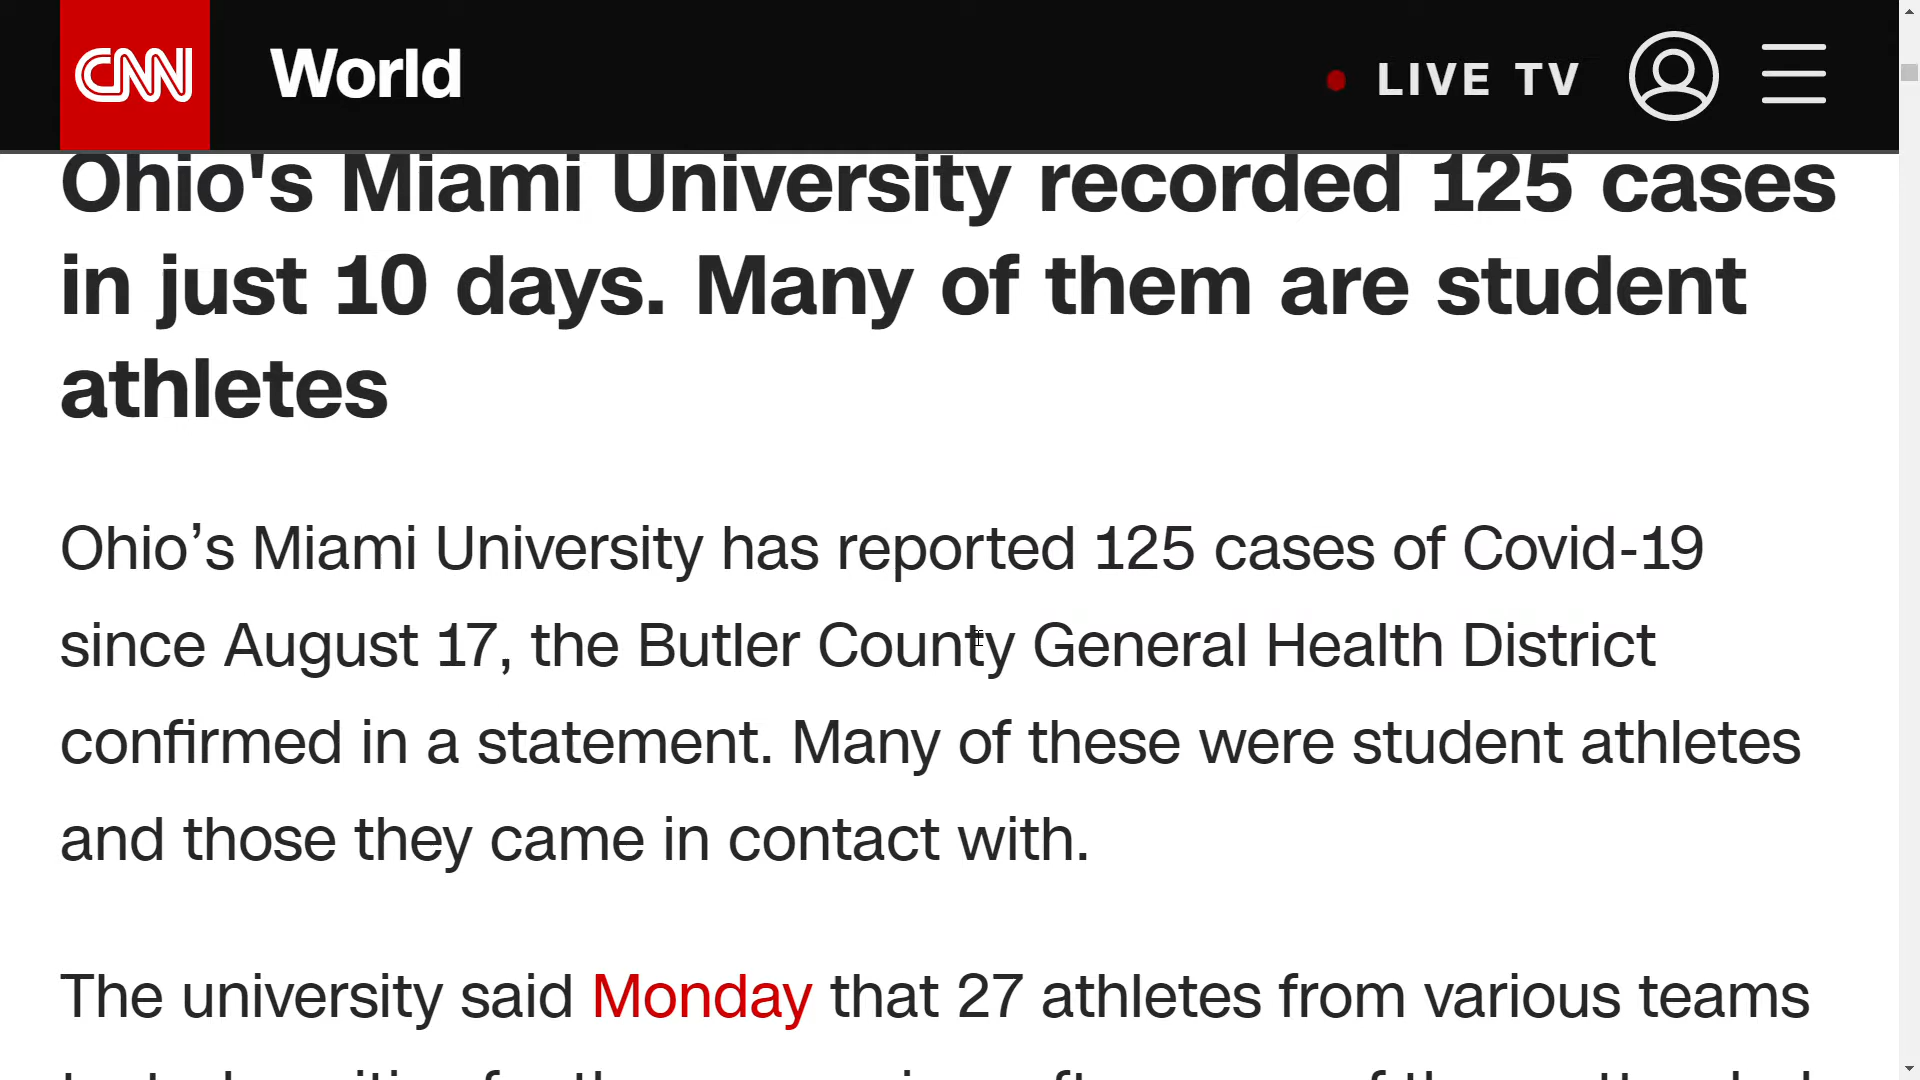 CNN World LIVE TV
Ohio's Miami University recorded 125 cases
in just 10 days. Many of them are student
athletes
Ohio’s Miami University has reported 125 cases of Covid-19
since August 17, the Butler County General Health District
confirmed in a statement. Many of these were student athletes
and those they came in contact with.
The university said Monday that 27 athletes from various teams